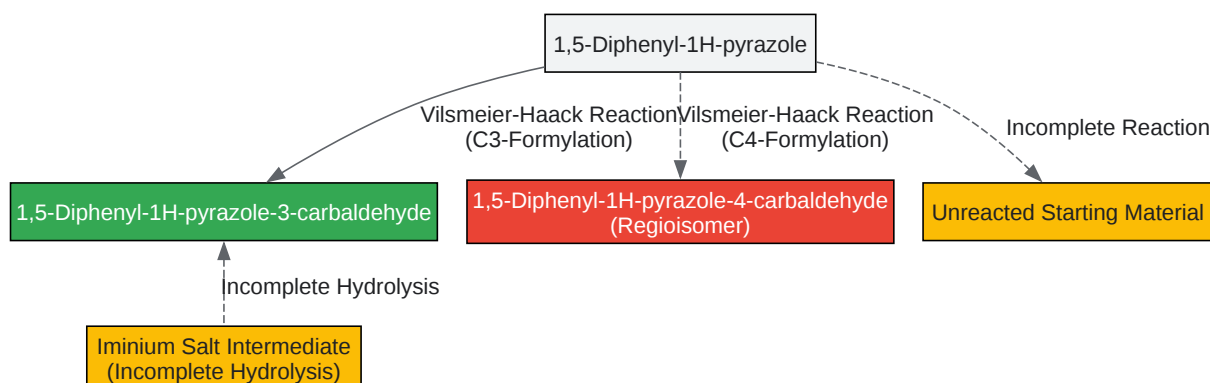 1,5-Diphenyl-1H-pyrazole
Vilsmeier-Haack Reaction
(C3-Formylation)
Vilsmeier-Haack Reaction
(C4-Formylation)
Incomplete Reaction
1,5-Diphenyl-1H-pyrazole-3-carbaldehyde
1,5-Diphenyl-1H-pyrazole-4-carbaldehyde
(Regioisomer)
Unreacted Starting Material
Incomplete Hydrolysis
Iminium Salt Intermediate
(Incomplete Hydrolysis)